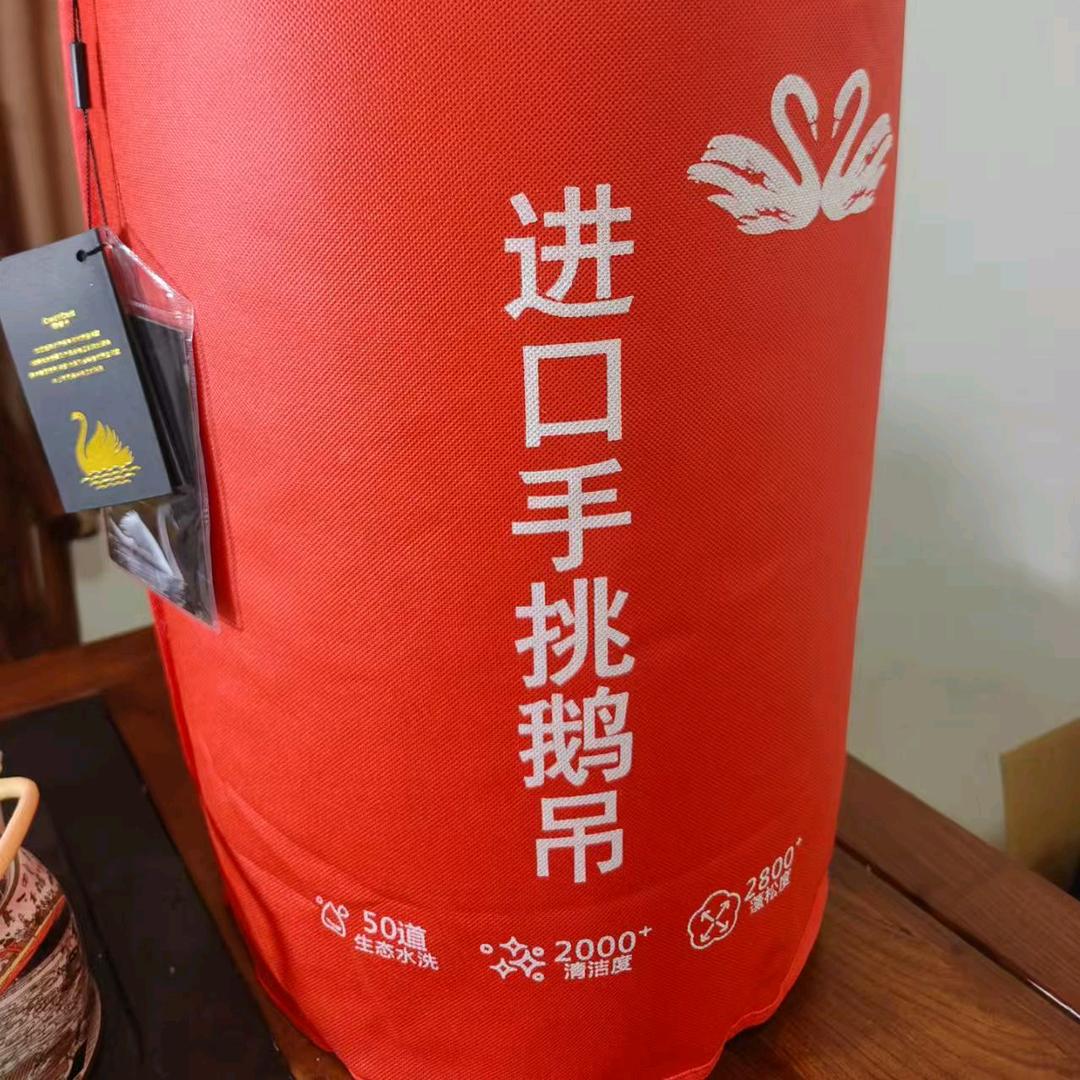 进口手挑鹅吊
50道
生态水洗
2000+
清洁度
2800+
蓬松度